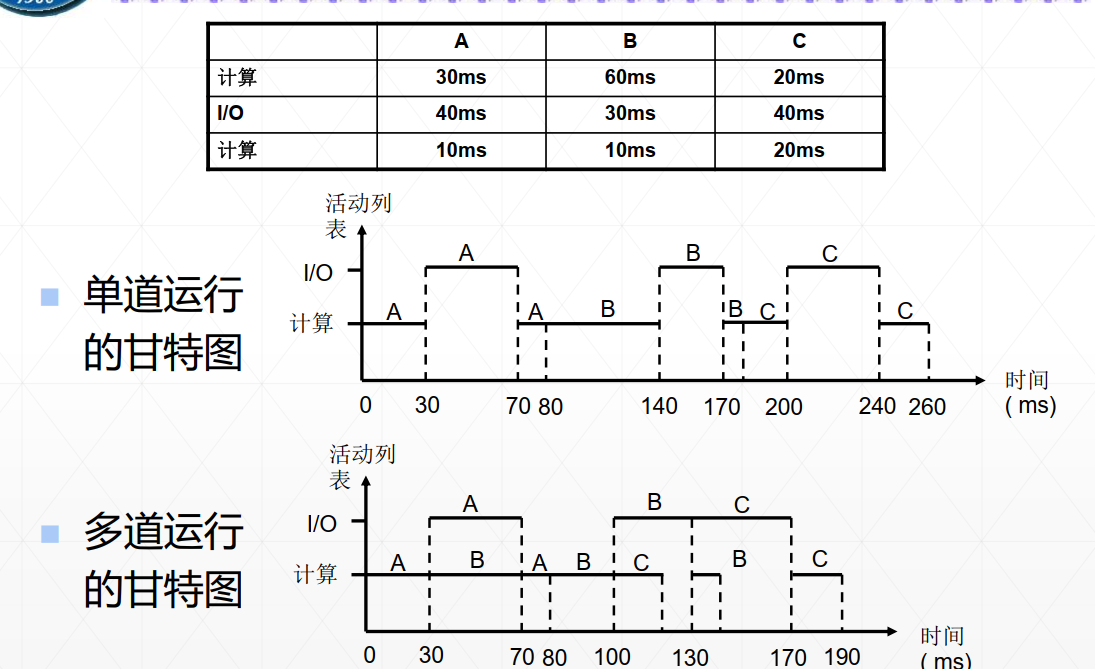 A B C
计算 30ms 60ms 20ms
I/O 40ms 30ms 40ms
计算 10ms 10ms 20ms
单道运行
的甘特图
活动列
表
I/O
计算
A B C
A A B B C C
0 30 70 80 140 170 200 240 260
时间
( ms)
多道运行
的甘特图
活动列
表
I/O
计算
A B C
A B A B C B C
0 30 70 80 100 130 170 190
时间
( ms)